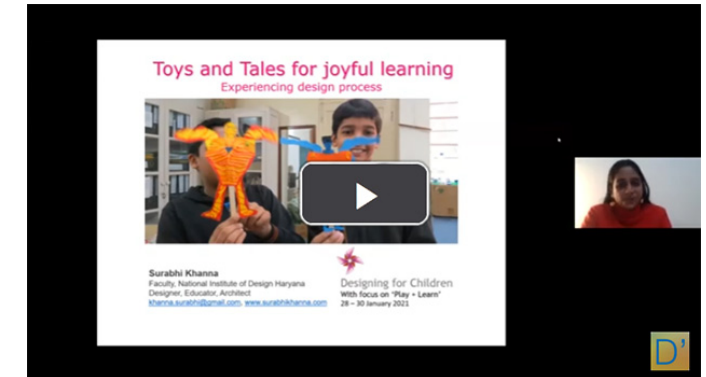 Toys and Tales for joyful learning
Experiencing design process
Surabhi Khanna
Faculty, National Institute of Design Haryana
Designer, Educator, Architect
khanna.surabhi@gmail.com, www.surabhikhanna.com
Designing for Children
With focus on "Play + Learn"
28 – 30 January 2021
D'